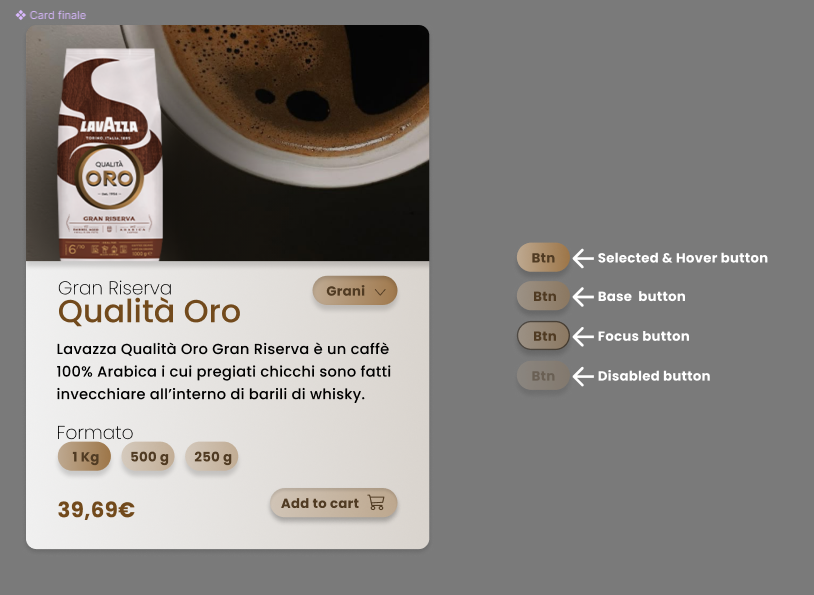 Card finale
LAVAZZA
TORINO, ITALIA, 1895
QUALITÀ
ORO
GRAN RISERVA
1000 g e
Gran Riserva
Qualità Oro
Grani
Lavazza Qualità Oro Gran Riserva è un caffè
100% Arabica i cui pregiati chicchi sono fatti
invecchiare all’interno di barili di whisky.
Formato
1 Kg 500 g 250 g
39,69€
Add to cart
Btn Selected & Hover button
Btn Base button
Btn Focus button
Btn Disabled button